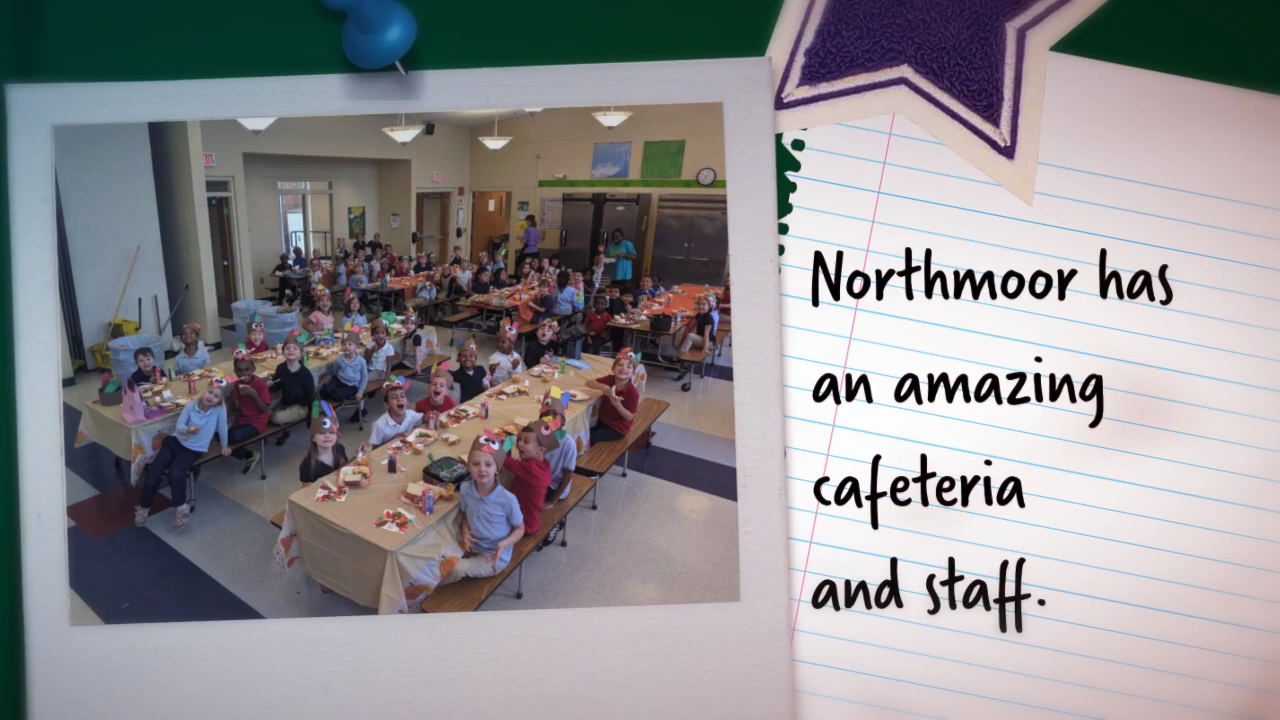 Northmoor has
an amazing
cafeteria
and staff.